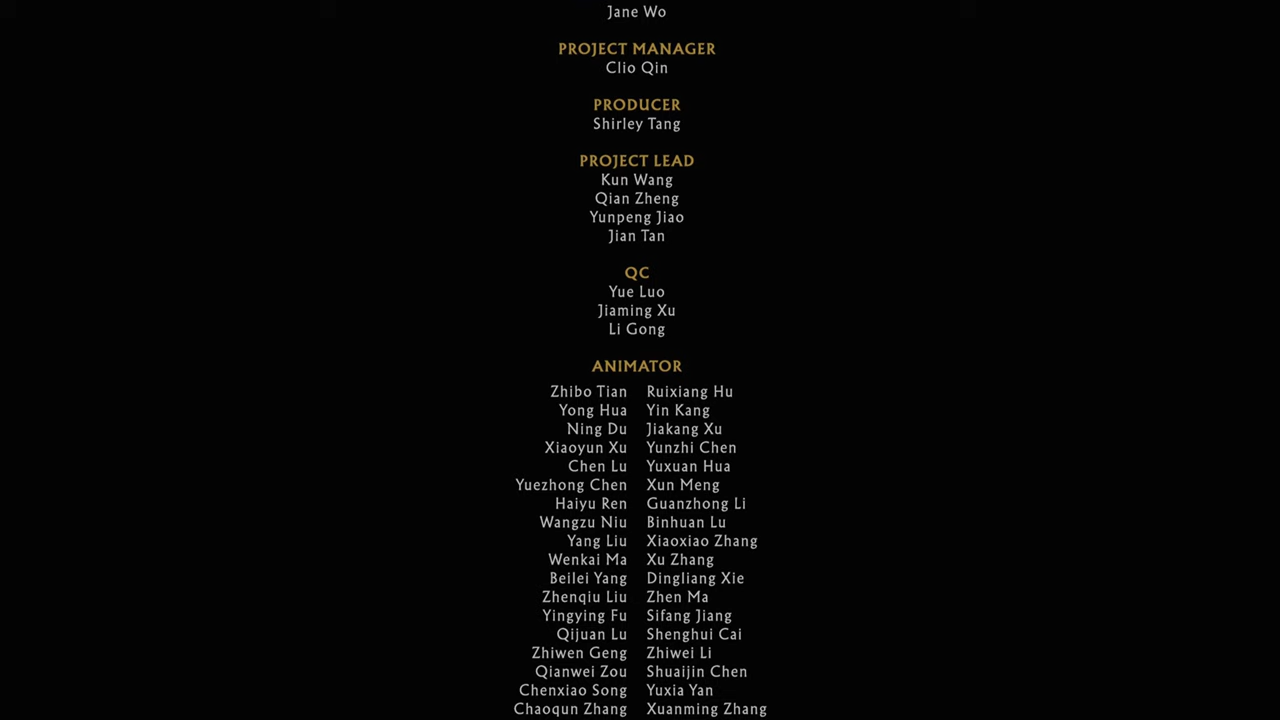 Jane Wo
PROJECT MANAGER
Clio Qin
PRODUCER
Shirley Tang
PROJECT LEAD
Kun Wang
Qian Zheng
Yunpeng Jiao
Jian Tan
QC
Yue Luo
Jiaming Xu
Li Gong
ANIMATOR
Zhibo Tian Ruixiang Hu
Yong Hua Yin Kang
Ning Du Jiakang Xu
Xiaoyun Xu Yunzhi Chen
Chen Lu Yuxuan Hua
Yuezhong Chen Xun Meng
Haiyu Ren Guanzhong Li
Wangzu Niu Binhuan Lu
Yang Liu Xiaoxiao Zhang
Wenkai Ma Xu Zhang
Beilei Yang Dingliang Xie
Zhenqiu Liu Zhen Ma
Yingying Fu Sifang Jiang
Qijuan Lu Shenghui Cai
Zhiwen Geng Zhiwei Li
Qianwei Zou Shuaijin Chen
Chenxiao Song Yuxia Yan
Chaoqun Zhang Xuanming Zhang